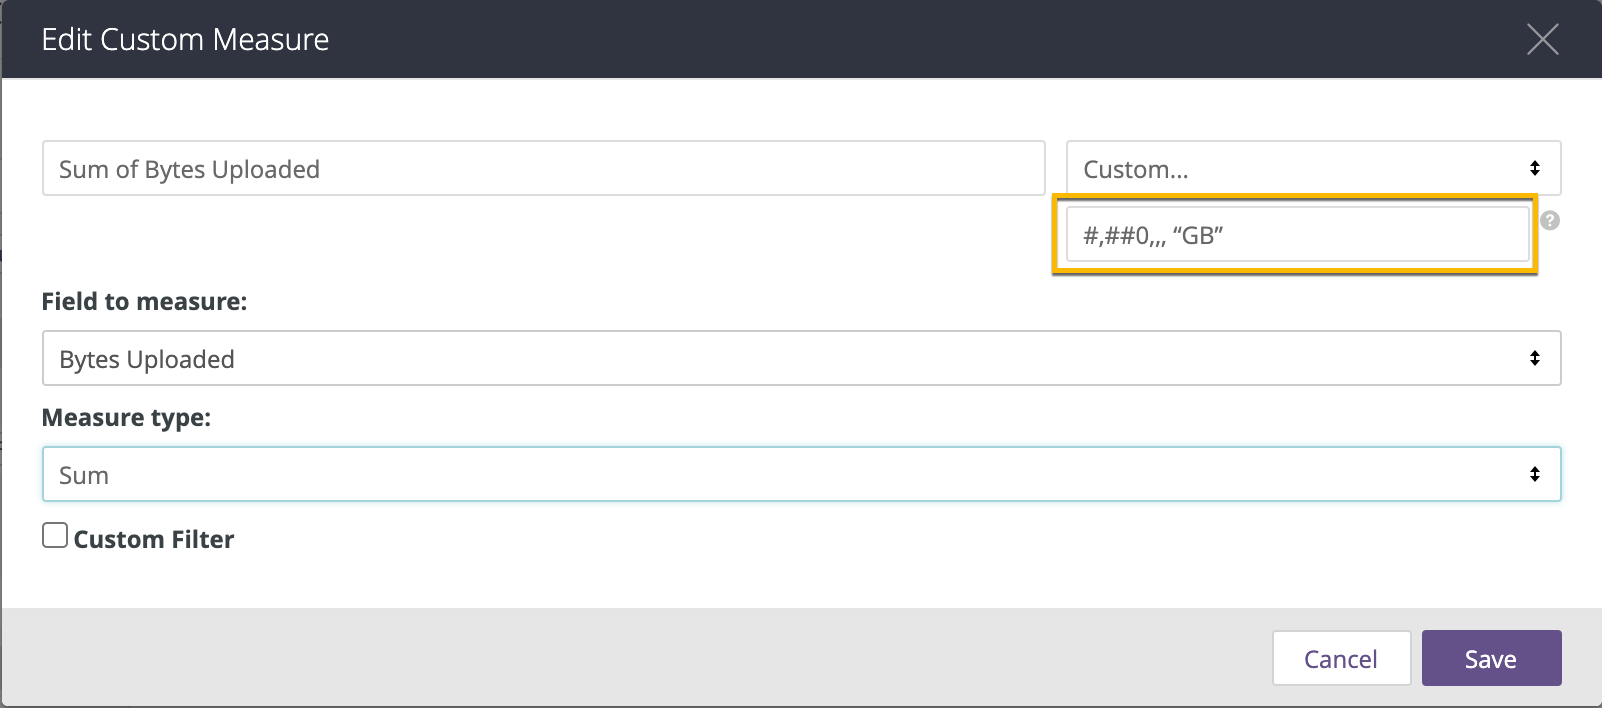 Edit Custom Measure
Sum of Bytes Uploaded
Custom...
#,##0,,, “GB”
?
Field to measure:
Bytes Uploaded
Measure type:
Sum
Custom Filter
Cancel
Save